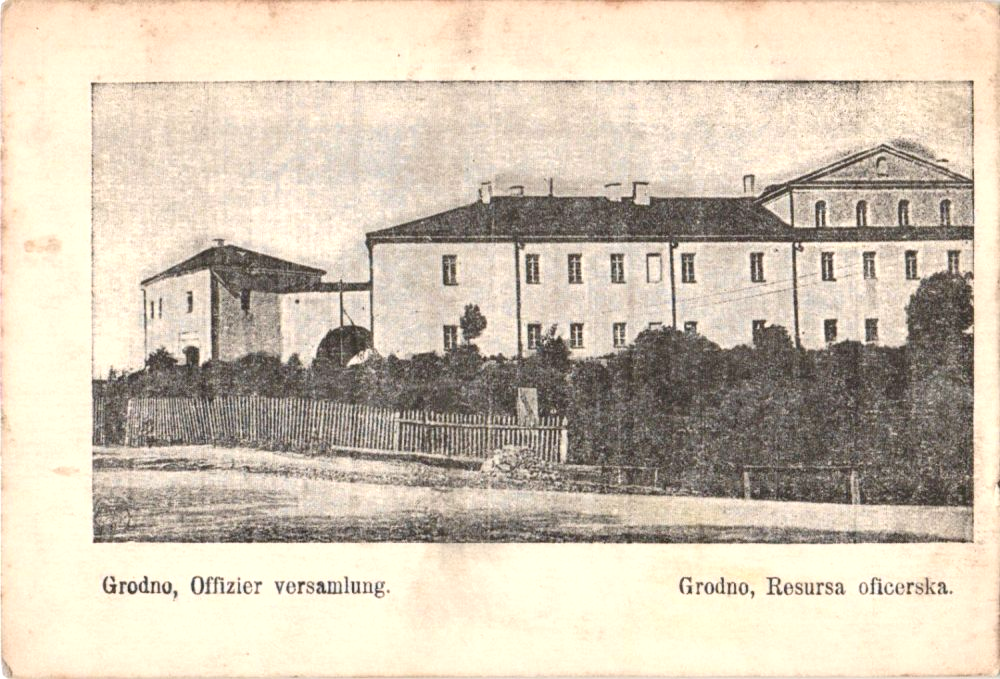 Grodno, Offizier versamlung.
Grodno, Resursa oficerska.